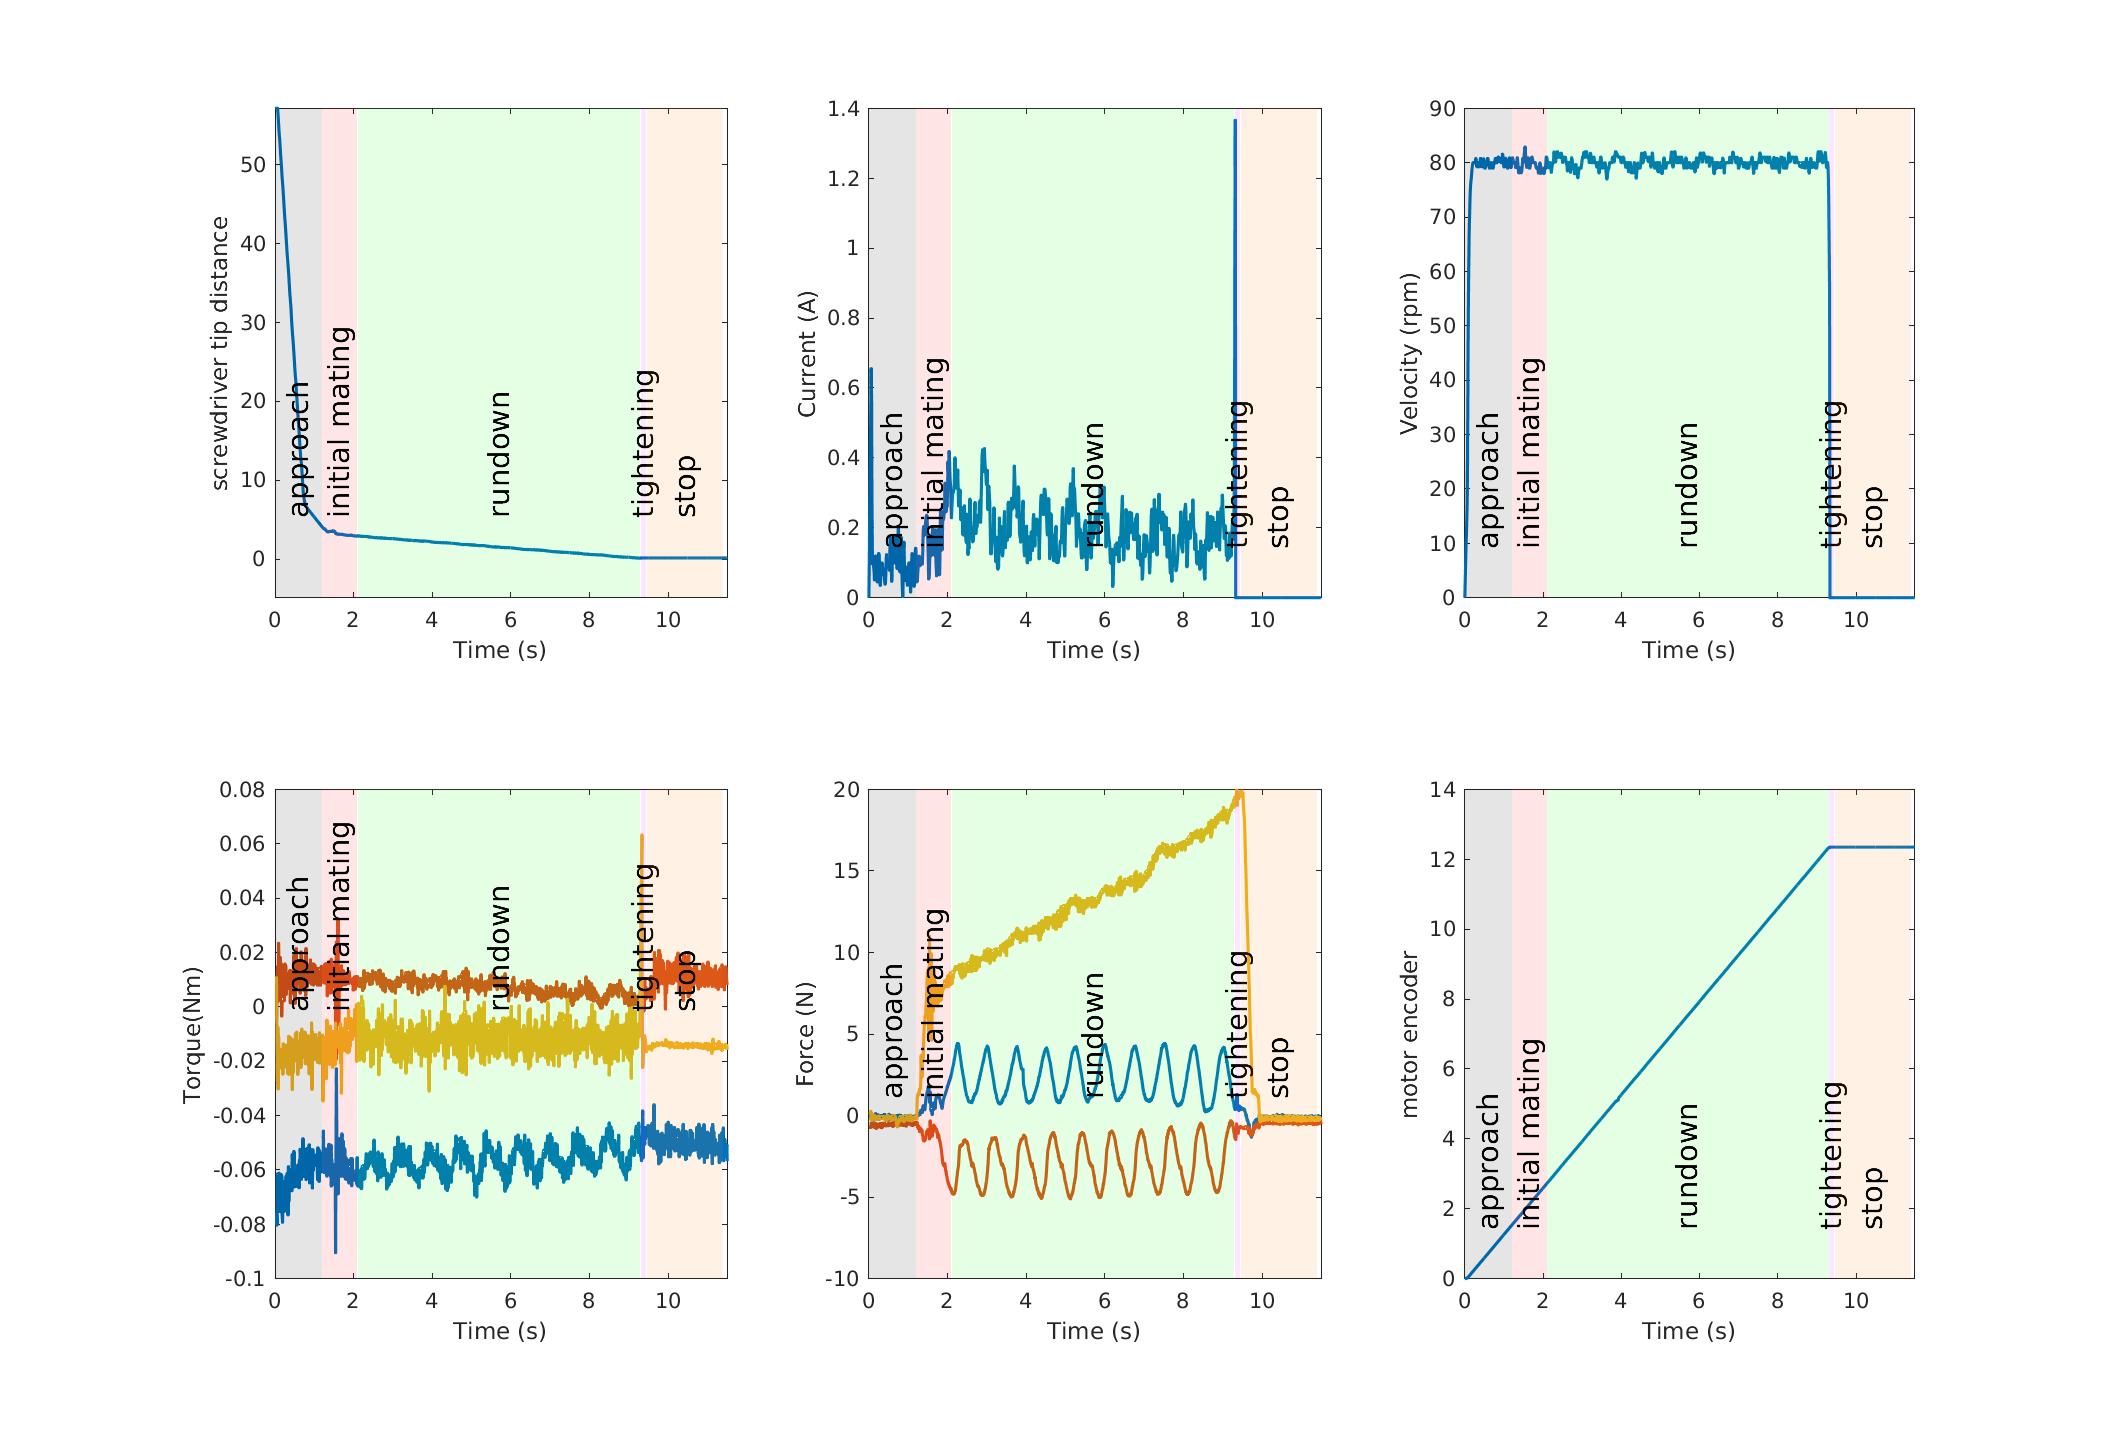 screwdriver tip distance
50
40
30
20
10
0
approach
initial mating
rundown
tightening
stop
0 2 4 6 8 10
Time (s)
Current (A)
1.4
1.2
1
0.8
0.6
0.4
0.2
0
approach
initial mating
rundown
tightening
stop
0 2 4 6 8 10
Time (s)
Velocity (rpm)
90
80
70
60
50
40
30
20
10
0
approach
initial mating
rundown
tightening
stop
0 2 4 6 8 10
Time (s)
Torque(Nm)
0.08
0.06
0.04
0.02
0
-0.02
-0.04
-0.06
-0.08
-0.1
approach
initial mating
rundown
tightening
stop
0 2 4 6 8 10
Time (s)
Force (N)
20
15
10
5
0
-5
-10
approach
initial mating
rundown
tightening
stop
0 2 4 6 8 10
Time (s)
motor encoder
14
12
10
8
6
4
2
0
approach
initial mating
rundown
tightening
stop
0 2 4 6 8 10
Time (s)